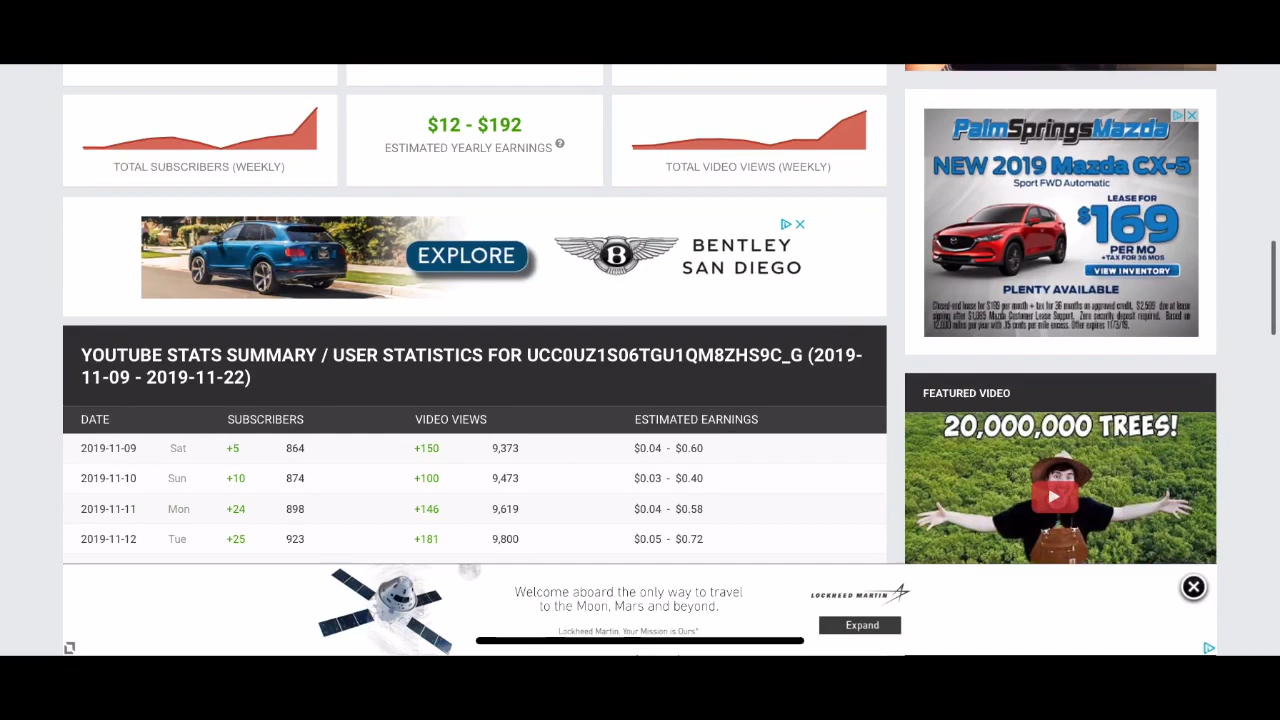 TOTAL SUBSCRIBERS (WEEKLY)
$12 - $192
ESTIMATED YEARLY EARNINGS
TOTAL VIDEO VIEWS (WEEKLY)
EXPLORE
B
BENTLEY
SAN DIEGO
PalmSpringsMazda
NEW 2019 Mazda CX-5
Sport FWD Automatic
LEASE FOR
$169
PER MO
+TAX FOR 36 MOS
VIEW INVENTORY
PLENTY AVAILABLE
YOUTUBE STATS SUMMARY / USER STATISTICS FOR UCC0UZ1S06TGU1QM8ZHS9C_G (2019-
11-09 - 2019-11-22)
DATE SUBSCRIBERS VIDEO VIEWS ESTIMATED EARNINGS
2019-11-09 Sat +5 864 +150 9,373 $0.04 - $0.60
2019-11-10 Sun +10 874 +100 9,473 $0.03 - $0.40
2019-11-11 Mon +24 898 +146 9,619 $0.04 - $0.58
2019-11-12 Tue +25 923 +181 9,800 $0.05 - $0.72
FEATURED VIDEO
20,000,000 TREES!
Welcome aboard the only way to travel
to the Moon, Mars and beyond.
Lockheed Martin. Your Mission is Ours®
LOCKHEED MARTIN
Expand